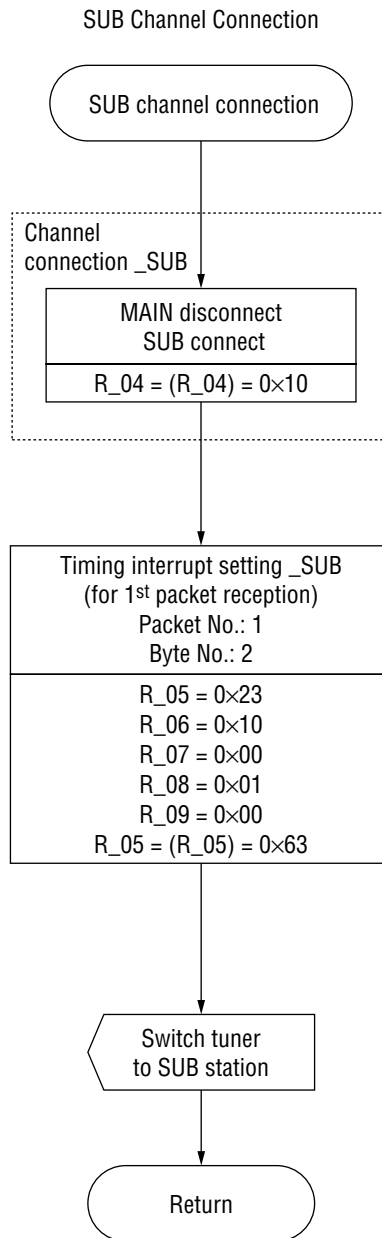 SUB Channel Connection
SUB channel connection
Channel
connection _SUB
MAIN disconnect
SUB connect
R_04 = (R_04) = 0×10
Timing interrupt setting _SUB
(for 1st packet reception)
Packet No.: 1
Byte No.: 2
R_05 = 0×23
R_06 = 0×10
R_07 = 0×00
R_08 = 0×01
R_09 = 0×00
R_05 = (R_05) = 0×63
Switch tuner
to SUB station
Return